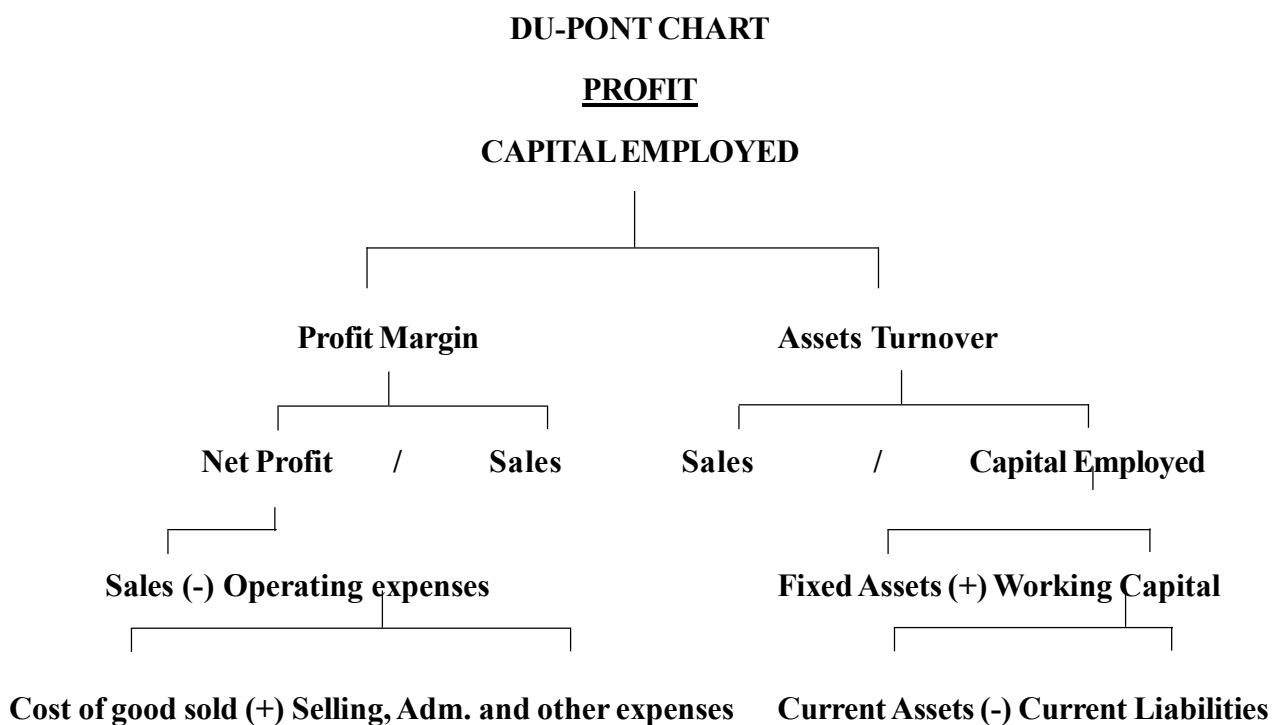 DU-PONT CHART
PROFIT
CAPITAL EMPLOYED
Profit Margin Assets Turnover
Net Profit / Sales Sales / Capital Employed
Sales (-) Operating expenses Fixed Assets (+) Working Capital
Cost of good sold (+) Selling, Adm. and other expenses Current Assets (-) Current Liabilities